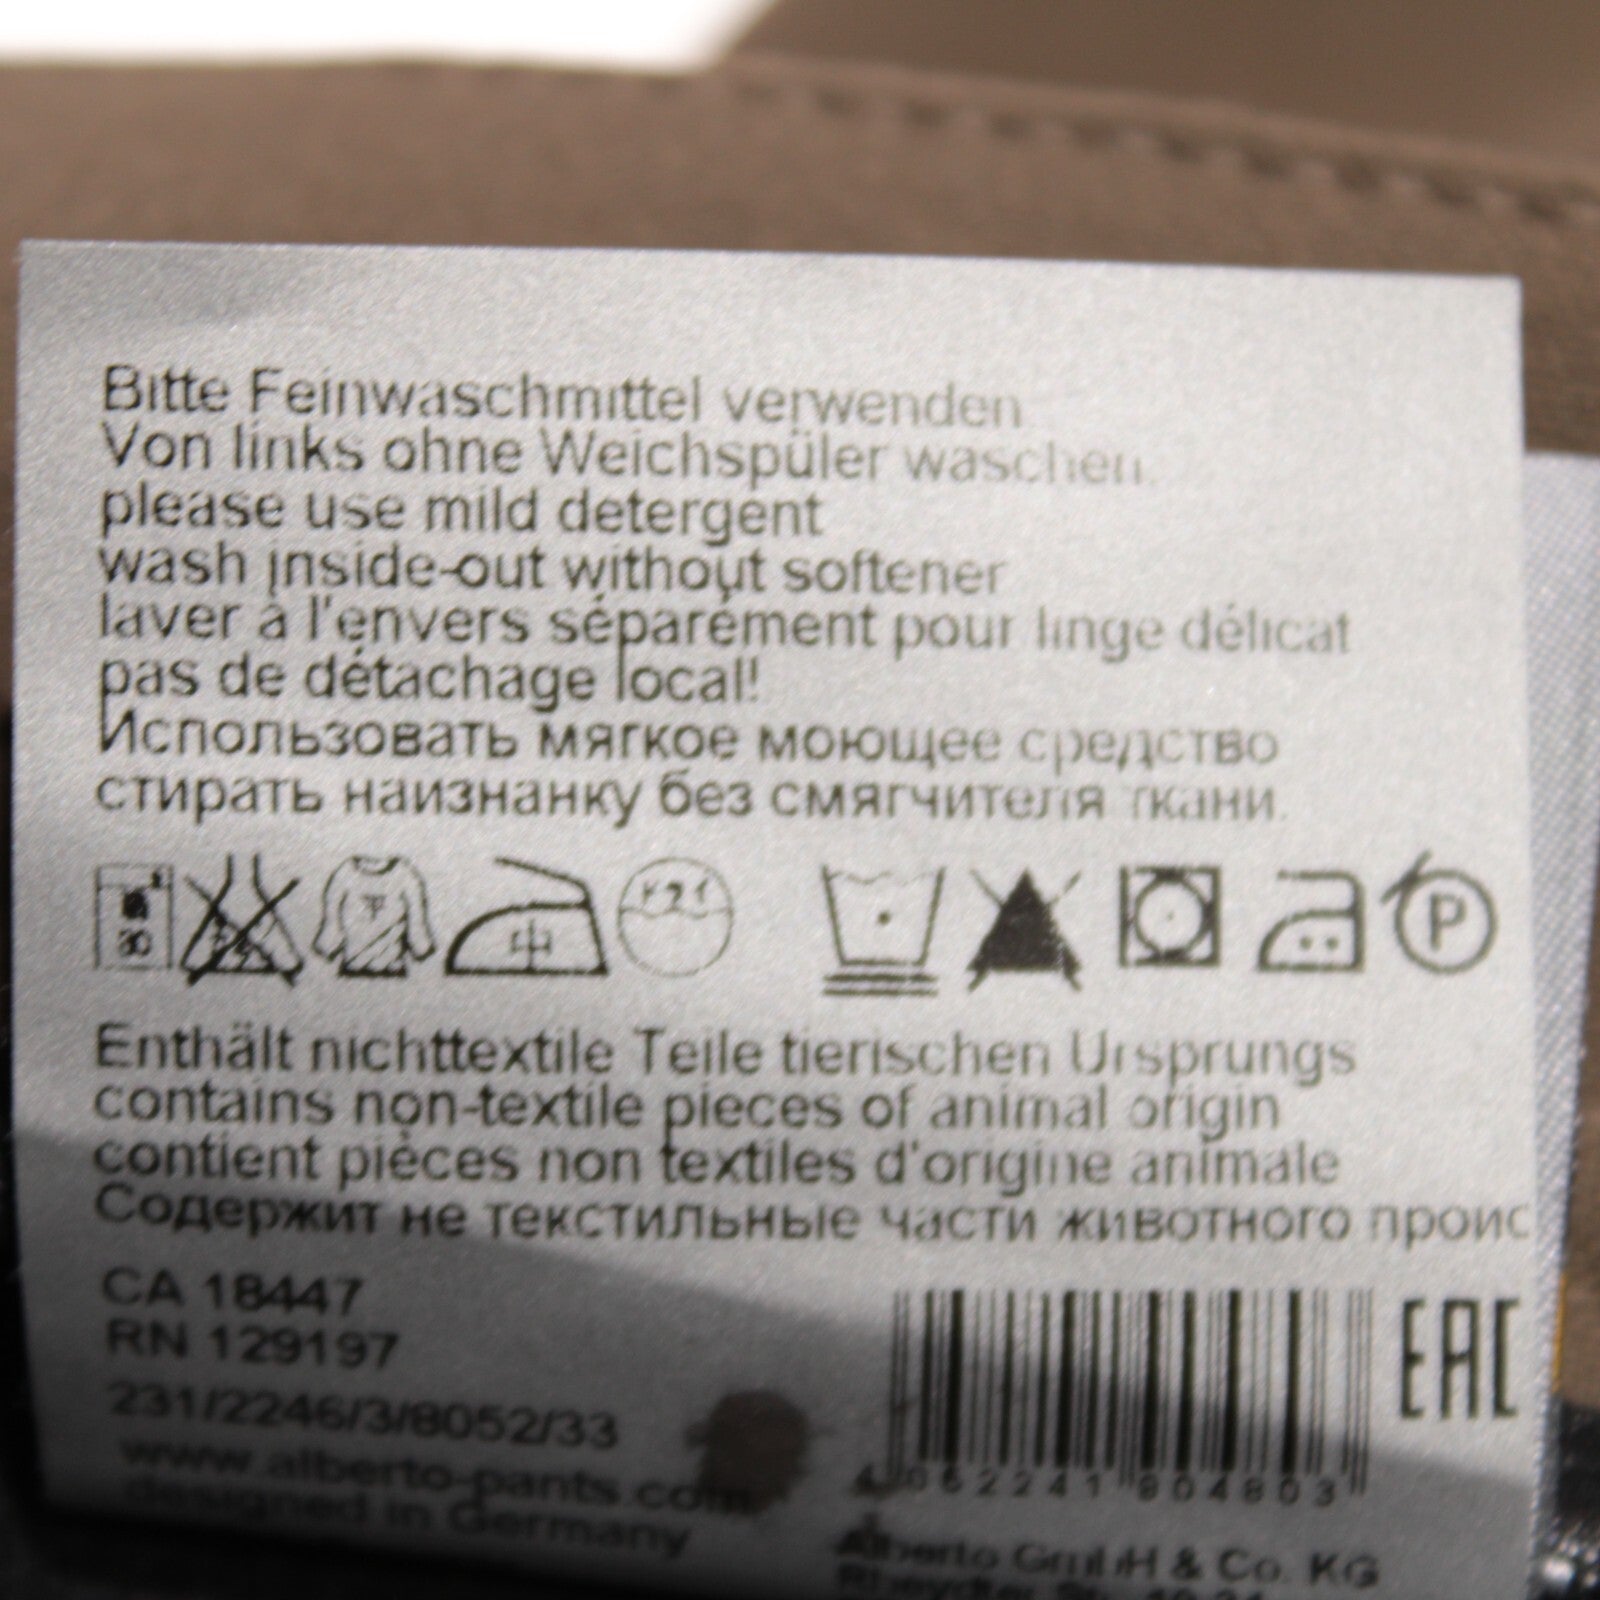 Bitte Feinwaschmittel verwenden
Von links ohne Weichspüler waschen.
please use mild detergent
wash inside-out without softener
laver à l'envers séparément pour linge délicat
pas de détachage local!
Использовать мягкое моющее средство
стирать наизнанку без смягчителя ткани.
30
P
Enthält nichttextile Teile tierischen Ursprungs
contains non-textile pieces of animal origin
contient pièces non textiles d'origine animale
Содержит не текстильные части животного проис
CA 18447
RN 129197
EAC
231/2246/3/8052/33
www.alberto-pants.com
designed in Germany
4 062241 804803
Alberto GmbH & Co. KG